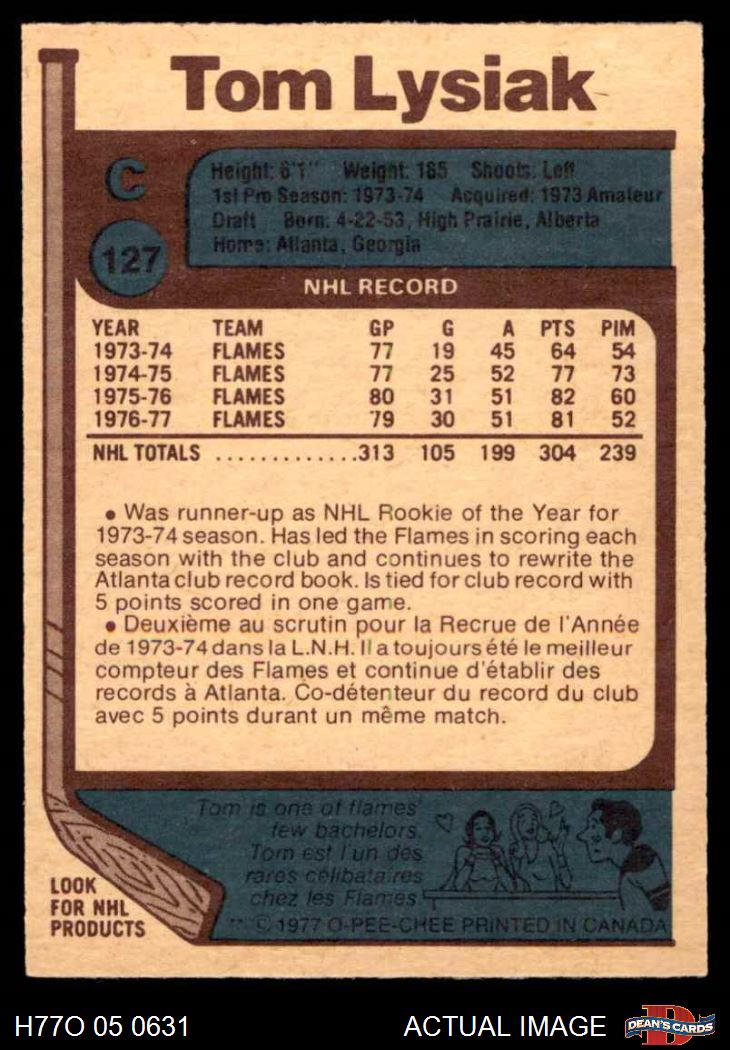 Tom Lysiak
C
127
Height: 6'1" Weight: 185 Shoots: Left
1st Pro Season: 1973-74 Acquired: 1973 Amateur
Draft Born: 4-22-53, High Prairie, Alberta
Home: Atlanta, Georgia
NHL RECORD
YEAR TEAM GP G A PTS PIM
1973-74 FLAMES 77 19 45 64 54
1974-75 FLAMES 77 25 52 77 73
1975-76 FLAMES 80 31 51 82 60
1976-77 FLAMES 79 30 51 81 52
NHL TOTALS .............313 105 199 304 239
• Was runner-up as NHL Rookie of the Year for
1973-74 season. Has led the Flames in scoring each
season with the club and continues to rewrite the
Atlanta club record book. Is tied for club record with
5 points scored in one game.
• Deuxième au scrutin pour la Recrue de l'Année
de 1973-74 dans la L.N.H. Il a toujours été le meilleur
compteur des Flames et continue d'établir des
records à Atlanta. Co-détenteur du record du club
avec 5 points durant un même match.
Tom is one of flames'
few bachelors.
Tom est l'un des
rares célibataires
chez les Flames.
LOOK
FOR NHL
PRODUCTS
** © 1977 O-PEE-CHEE PRINTED IN CANADA
H77O 05 0631 ACTUAL IMAGE
D
DEAN'S CARDS